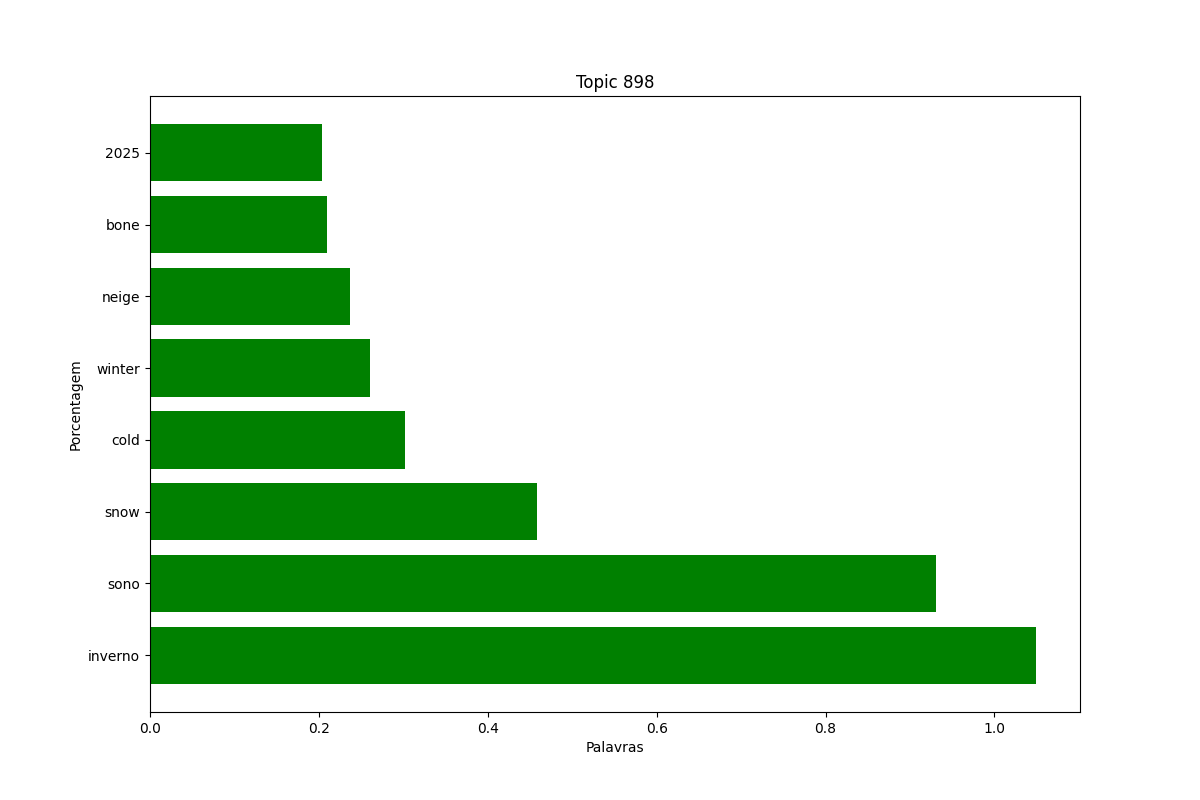 Topic 898
2025
bone
neige
winter
cold
snow
sono
inverno
Porcentagem
0.0 0.2 0.4 0.6 0.8 1.0
Palavras